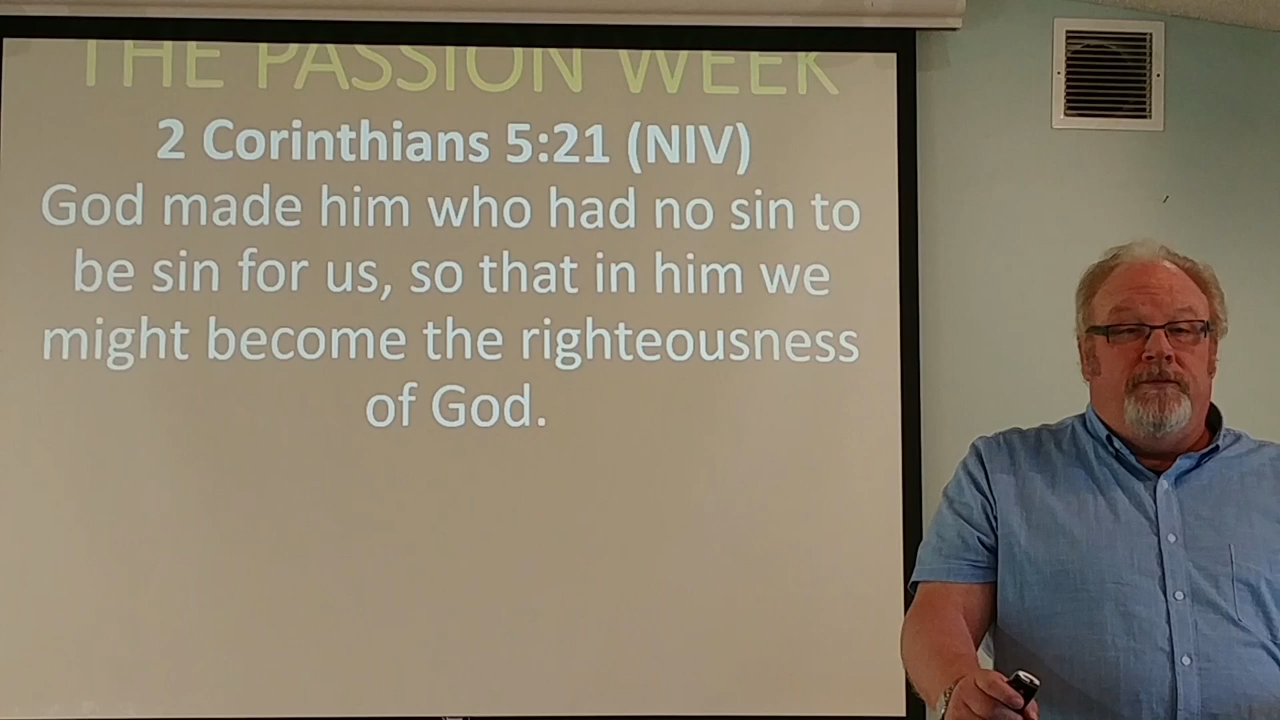 THE PASSION WEEK
2 Corinthians 5:21 (NIV)
God made him who had no sin to
be sin for us, so that in him we
might become the righteousness
of God.